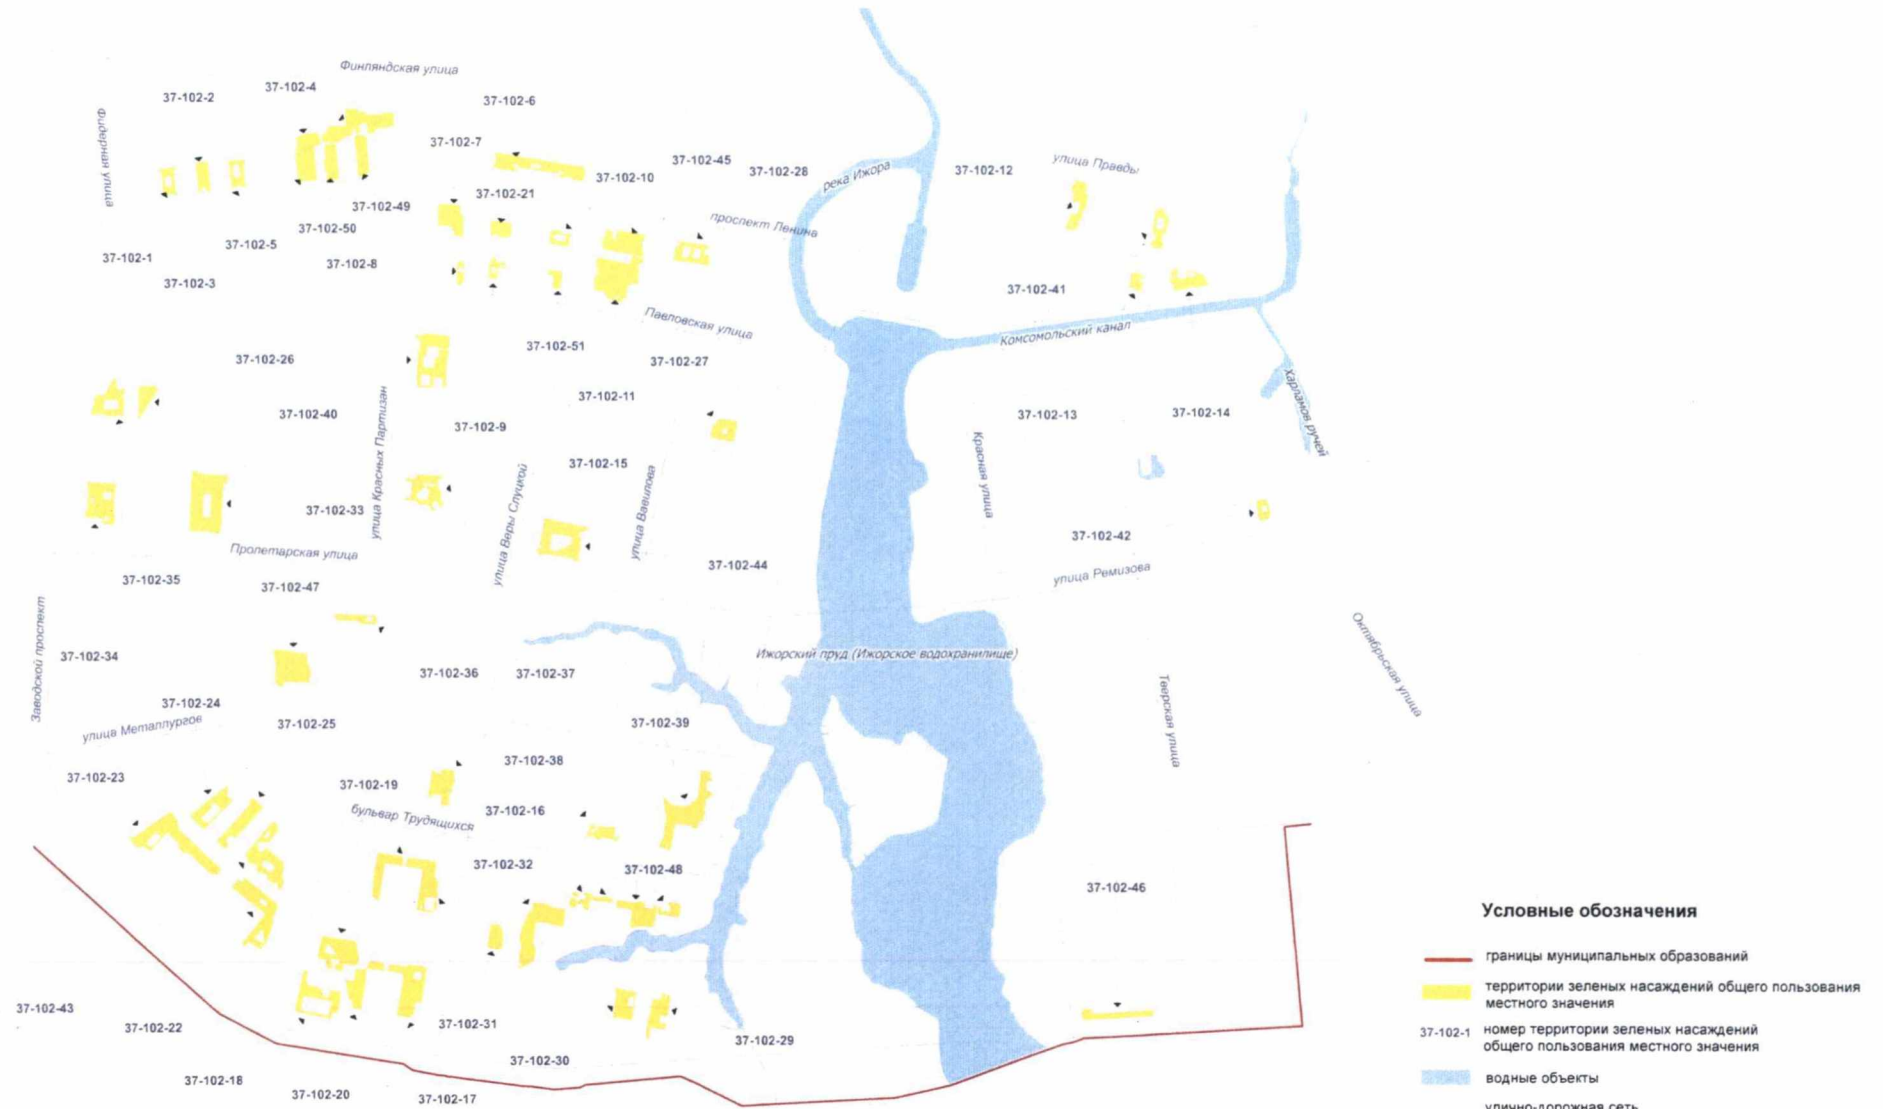 Финляндская улица
37-102-2
37-102-4
37-102-6
Фидерная улица
37-102-7
37-102-45
37-102-28
река Ижора
37-102-12
улица Правды
37-102-10
37-102-21
37-102-49
37-102-50
проспект Ленина
37-102-5
37-102-1
37-102-8
37-102-3
37-102-41
Павловская улица
Комсомольский канал
37-102-26
37-102-51
37-102-27
Харламов ручей
37-102-11
37-102-40
37-102-9
37-102-13
37-102-14
улица Красных Партизан
37-102-15
улица Веры Слуцкой
улица Вавилова
Красная улица
37-102-33
37-102-42
Пролетарская улица
37-102-35
37-102-47
37-102-44
улица Ремизова
Заводской проспект
37-102-34
Ижорский пруд (Ижорское водохранилище)
Октябрьская улица
37-102-36
37-102-37
37-102-24
улица Металлургов
37-102-25
37-102-39
Тверская улица
37-102-23
37-102-38
37-102-19
бульвар Трудящихся
37-102-16
37-102-32
37-102-48
37-102-46
37-102-43
37-102-22
37-102-31
37-102-29
37-102-30
37-102-18
37-102-20
37-102-17
Условные обозначения
границы муниципальных образований
территории зеленых насаждений общего пользования
местного значения
37-102-1 номер территории зеленых насаждений
общего пользования местного значения
водные объекты
улично-дорожная сеть